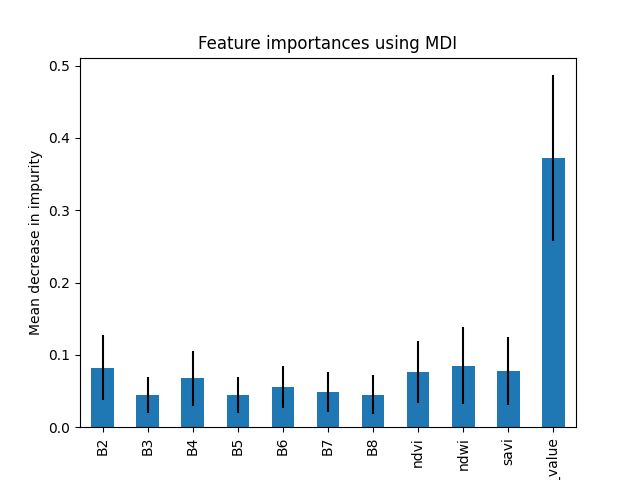 Feature importances using MDI
Mean decrease in impurity
0.5
0.4
0.3
0.2
0.1
0.0
B2
B3
B4
B5
B6
B7
B8
ndvi
ndwi
savi
_value